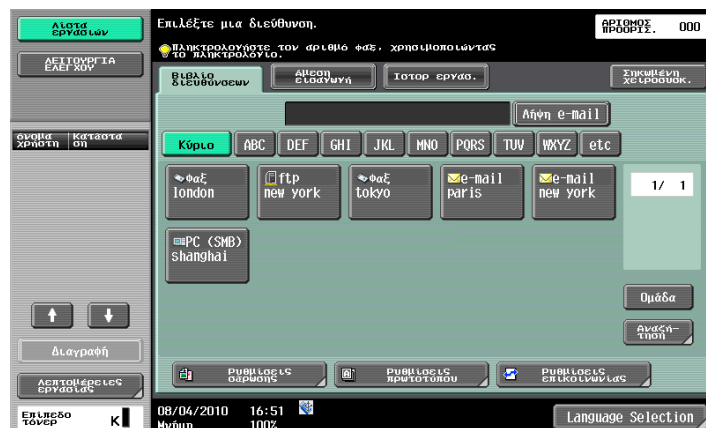 Λίστα
εργασιών
Επιλέξτε μια διεύθυνση.
ΑΡΙΘΜΟΣ
ΠΡΟΟΡΙΣ. 000
ΛΕΙΤΟΥΡΓΙΑ
ΕΛΕΓΧΟΥ
Πληκτρολογήστε τον αριθμό φαξ, χρησιμοποιώντας
το πληκτρολόγιο.
Βιβλίο
διευθύνσεων
Άμεση
εισαγωγή
Ιστορ εργασ.
Σηκωμένη
χειροσυσκ.
Λήψη e-mail
όνομα
χρήστη
Κατάστα
ση
Κύριο ABC DEF GHI JKL MNO PQRS TUV WXYZ etc
φαξ
london
ftp
new york
φαξ
tokyo
e-mail
paris
e-mail
new york
1/ 1
PC (SMB)
shanghai
Ομάδα
Αναζή-
τηση
Διαγραφή
Λεπτομέρειες
εργασίας
Ρυθμίσεις
σάρωσης
Ρυθμίσεις
πρωτοτύπου
Ρυθμίσεις
επικοινωνίας
Επίπεδο
τόνερ K
08/04/2010 16:51
Μνήμη 100%
Language Selection